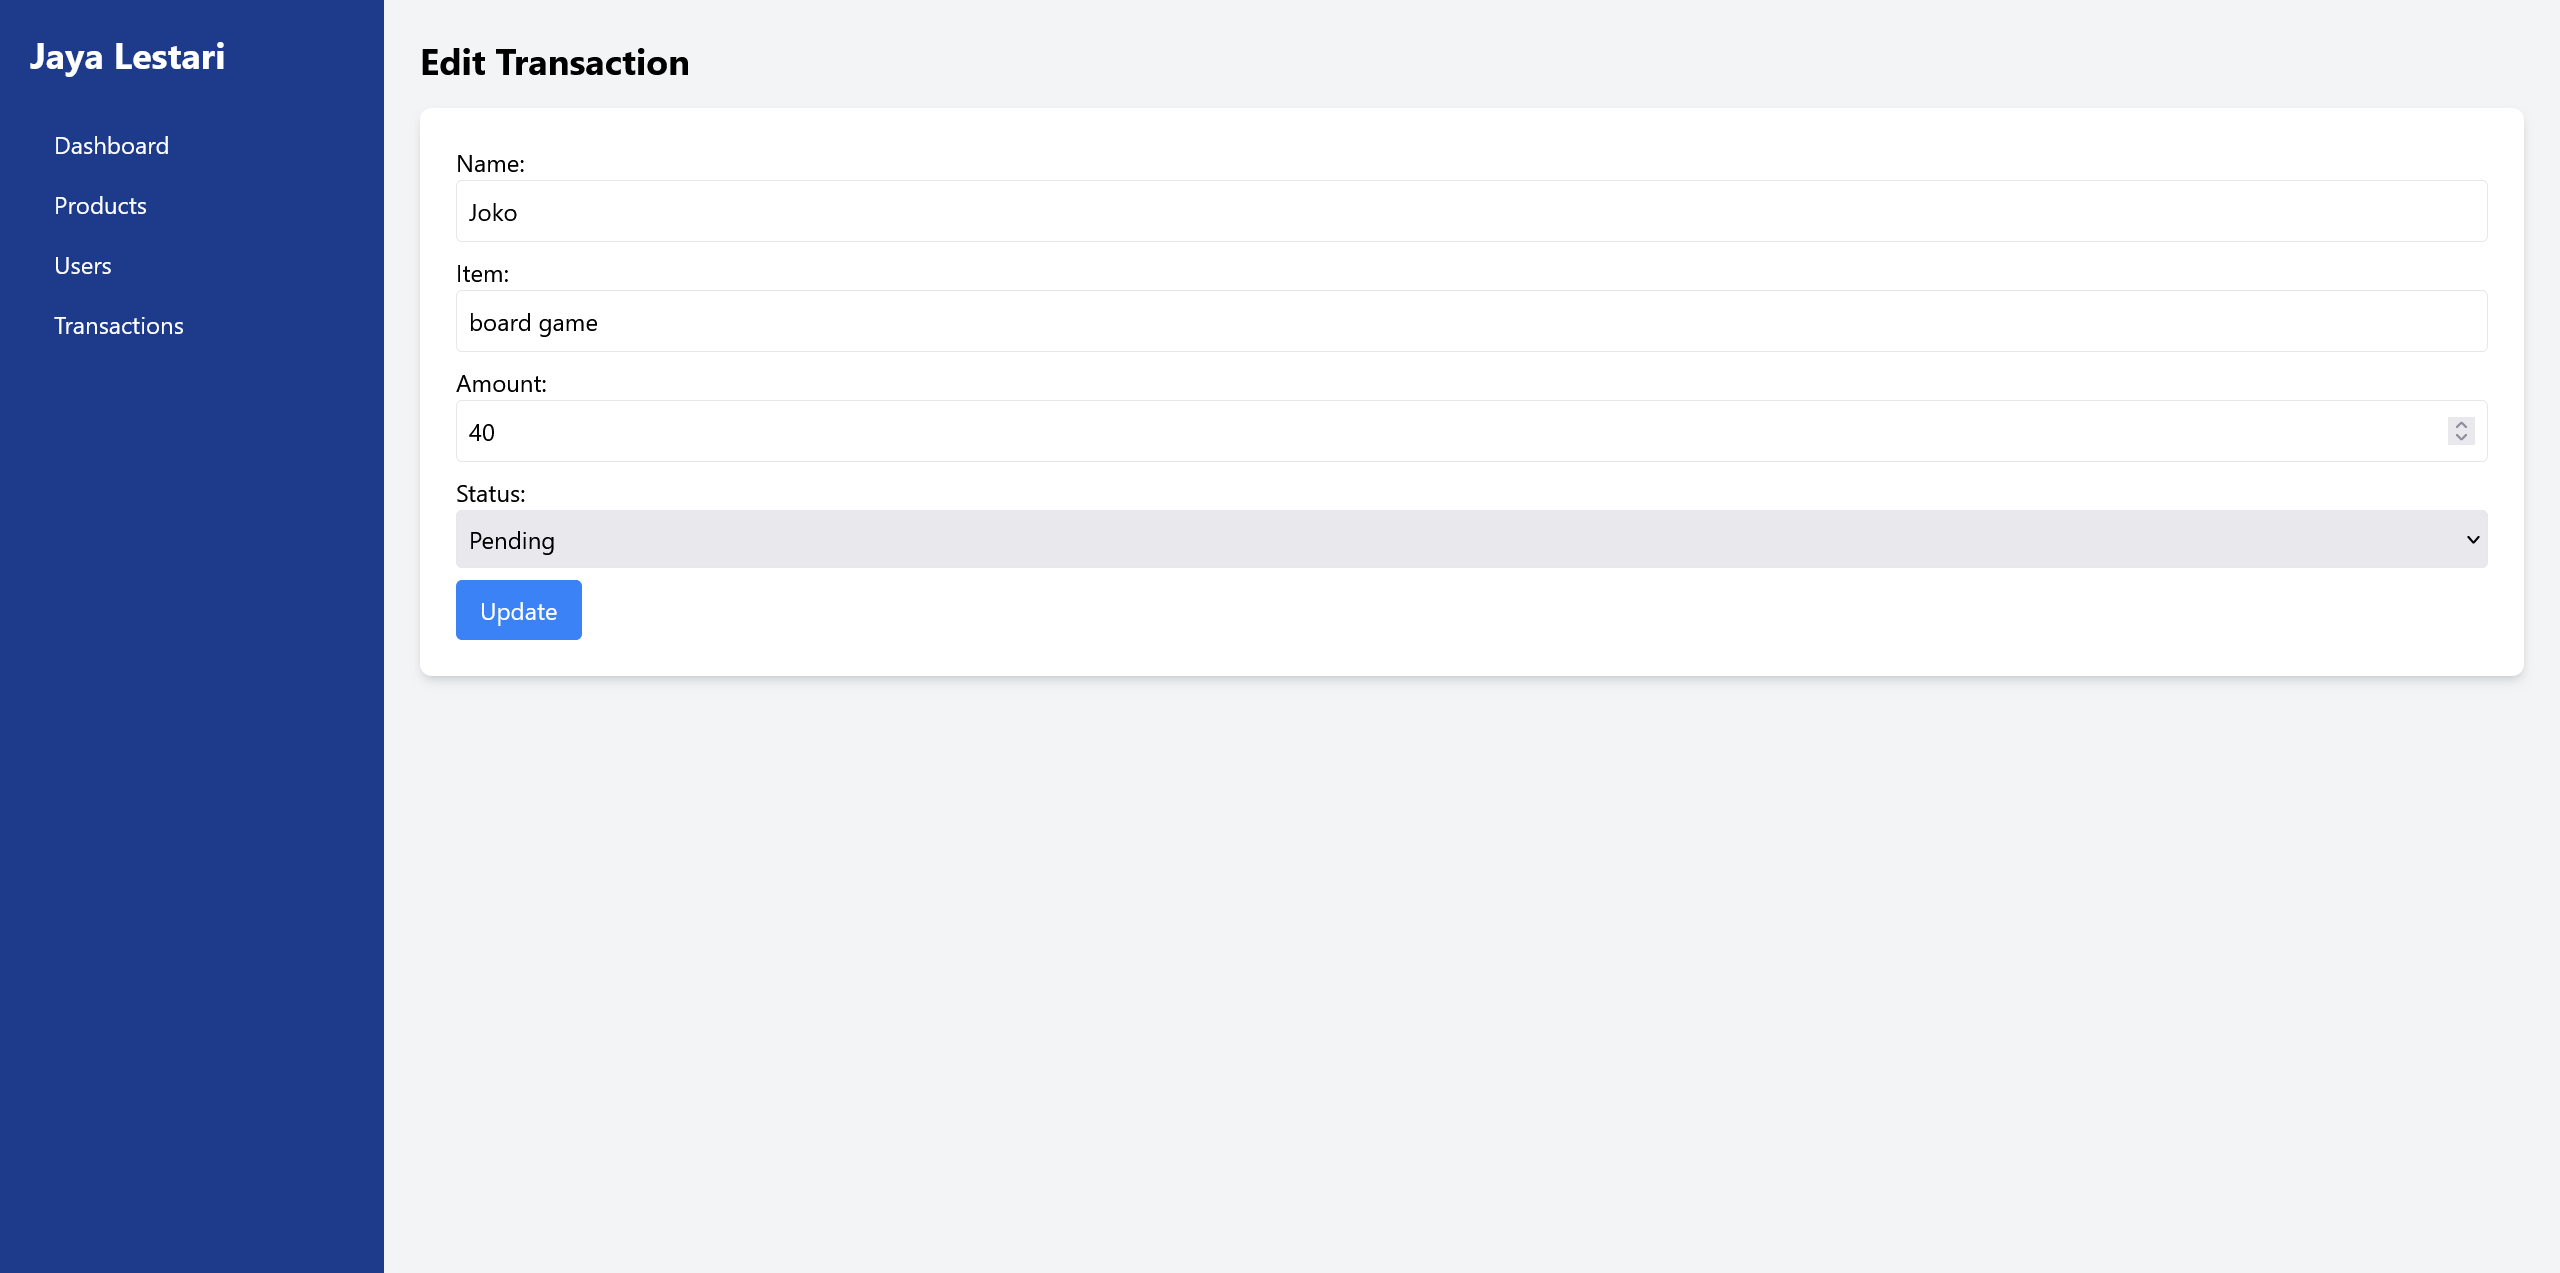 Jaya Lestari
Dashboard
Products
Users
Transactions
Edit Transaction
Name:
Joko
Item:
board game
Amount:
40
Status:
Pending
Update